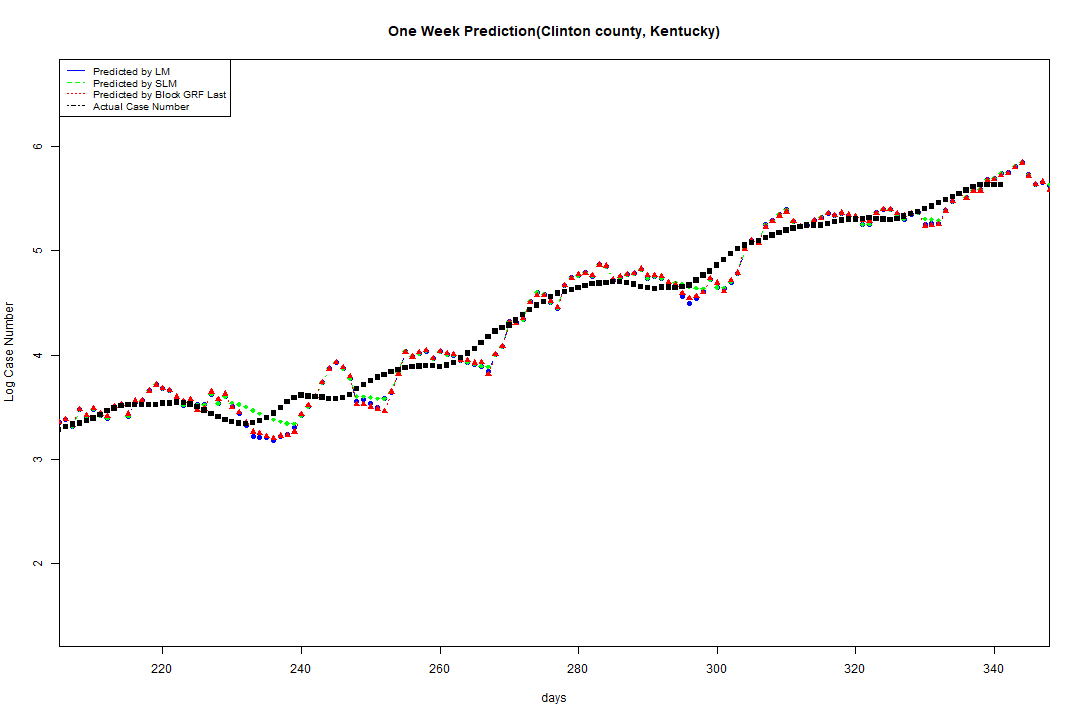 One Week Prediction(Clinton county, Kentucky)
Predicted by LM
Predicted by SLM
Predicted by Block GRF Last
Actual Case Number
6
5
4
3
2
Log Case Number
220 240 260 280 300 320 340
days